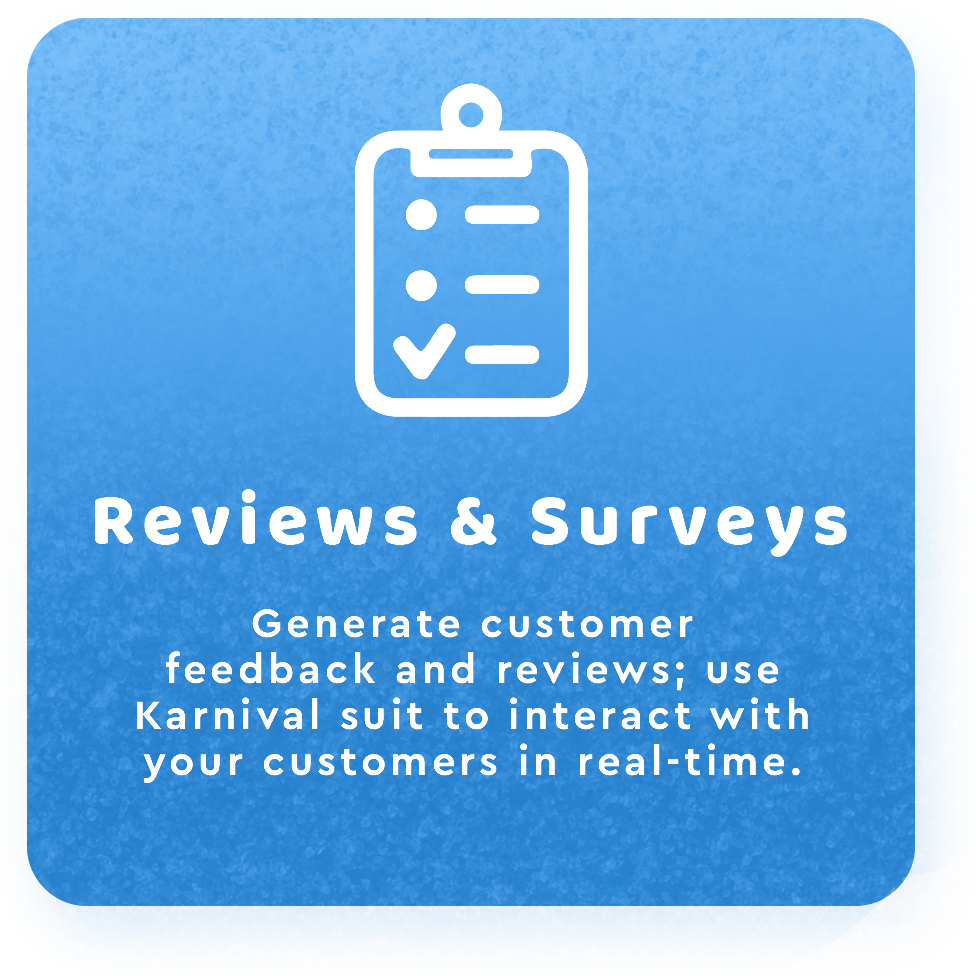 Reviews & Surveys
Generate customer
feedback and reviews; use
Karnival suit to interact with
your customers in real-time.